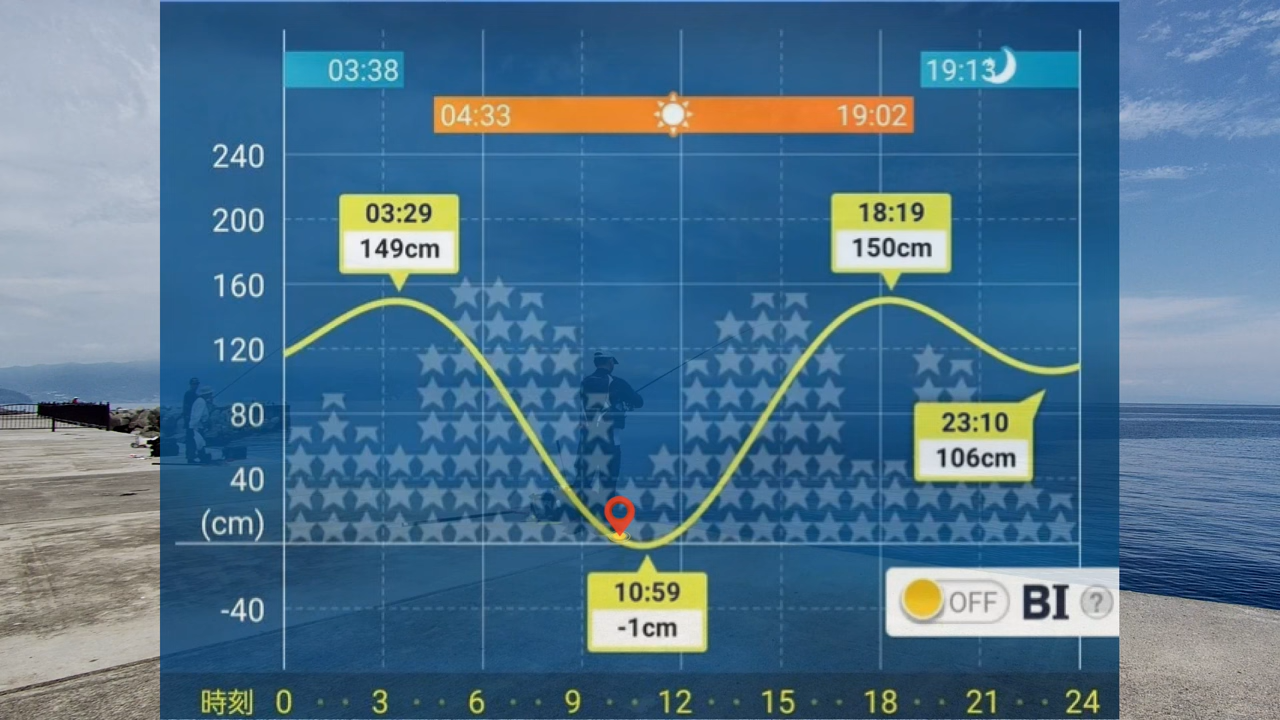 03:38
19:13
04:33
19:02
240
200
160
120
80
40
(cm)
-40
03:29
149cm
18:19
150cm
23:10
106cm
10:59
-1cm
OFF BI ?
時刻 0 3 6 9 12 15 18 21 24